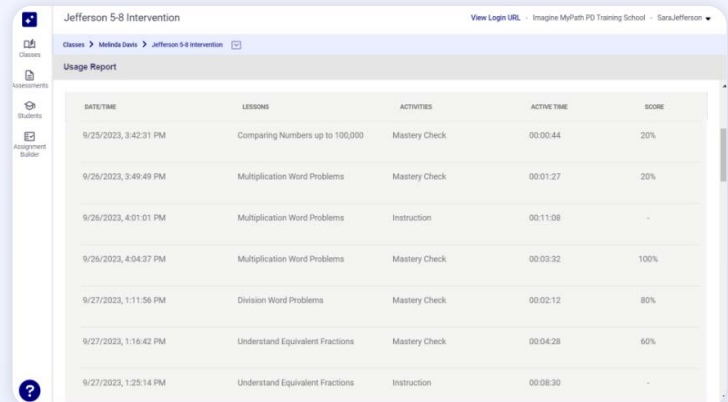 Jefferson 5-8 Intervention
View Login URL - Imagine MyPath PD Training School - SaraJefferson
Classes
Classes > Melinda Davis > Jefferson 5-8 Intervention
Assessments
Usage Report
Students
Assignment
Builder
DATE/TIME LESSONS ACTIVITIES ACTIVE TIME SCORE
9/25/2023, 3:42:31 PM Comparing Numbers up to 100,000 Mastery Check 00:00:44 20%
9/26/2023, 3:49:49 PM Multiplication Word Problems Mastery Check 00:01:27 20%
9/26/2023, 4:01:01 PM Multiplication Word Problems Instruction 00:11:08 -
9/26/2023, 4:04:37 PM Multiplication Word Problems Mastery Check 00:03:32 100%
9/27/2023, 1:11:56 PM Division Word Problems Mastery Check 00:02:12 80%
9/27/2023, 1:16:42 PM Understand Equivalent Fractions Mastery Check 00:04:28 60%
9/27/2023, 1:25:14 PM Understand Equivalent Fractions Instruction 00:08:30 -
?